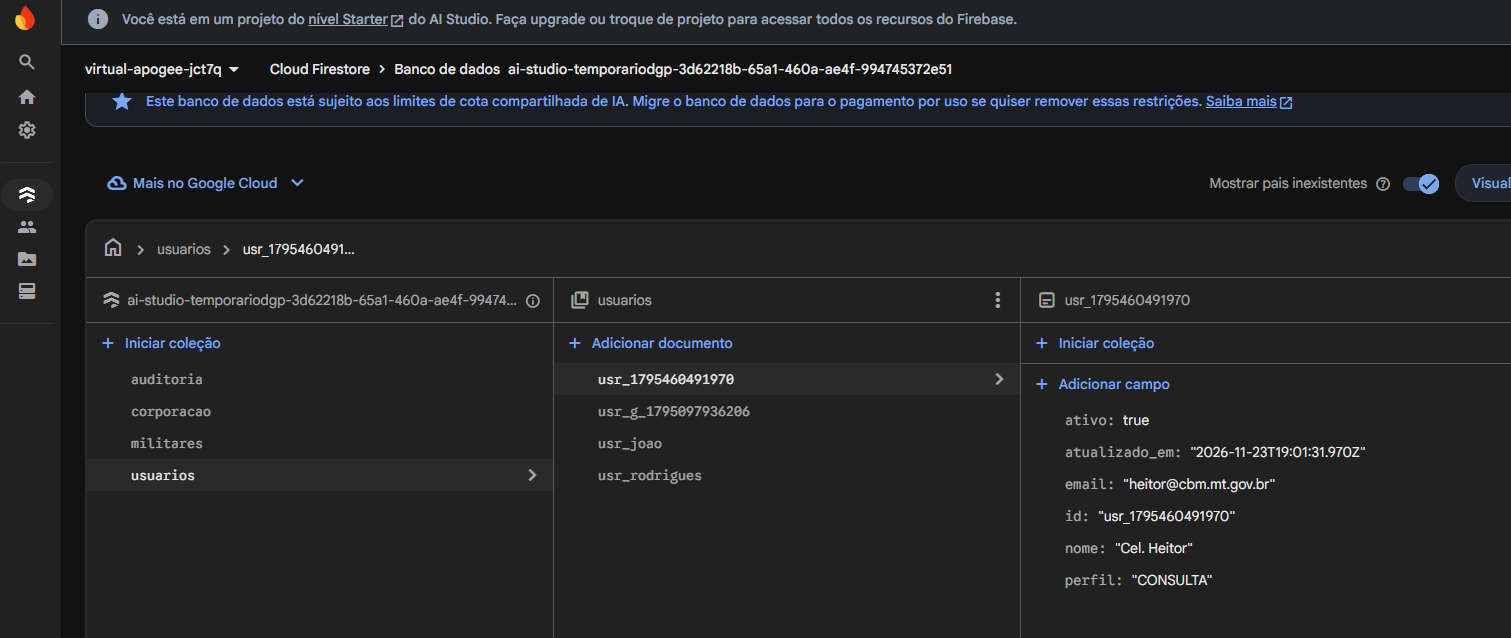 Você está em um projeto do nível Starter do AI Studio. Faça upgrade ou troque de projeto para acessar todos os recursos do Firebase.
virtual-apogee-jct7q Cloud Firestore > Banco de dados ai-studio-temporariodgp-3d62218b-65a1-460a-ae4f-994745372e51
Este banco de dados está sujeito aos limites de cota compartilhada de IA. Migre o banco de dados para o pagamento por uso se quiser remover essas restrições. Saiba mais
Mais no Google Cloud
Mostrar pais inexistentes
Visual
usuarios > usr_1795460491...
ai-studio-temporariodgp-3d62218b-65a1-460a-ae4f-99474...
+ Iniciar coleção
auditoria
corporacao
militares
usuarios
usuarios
+ Adicionar documento
usr_1795460491970
usr_g_1795097936206
usr_joao
usr_rodrigues
usr_1795460491970
+ Iniciar coleção
+ Adicionar campo
ativo: true
atualizado_em: "2026-11-23T19:01:31.970Z"
email: "heitor@cbm.mt.gov.br"
id: "usr_1795460491970"
nome: "Cel. Heitor"
perfil: "CONSULTA"